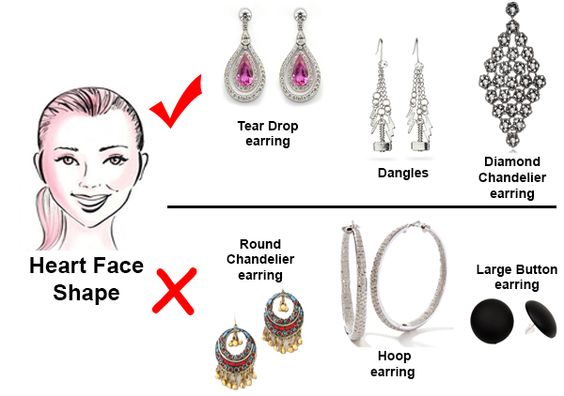 Tear Drop
earring
Dangles
Diamond
Chandelier
earring
Heart Face
Shape
Round
Chandelier
earring
Hoop
earring
Large Button
earring